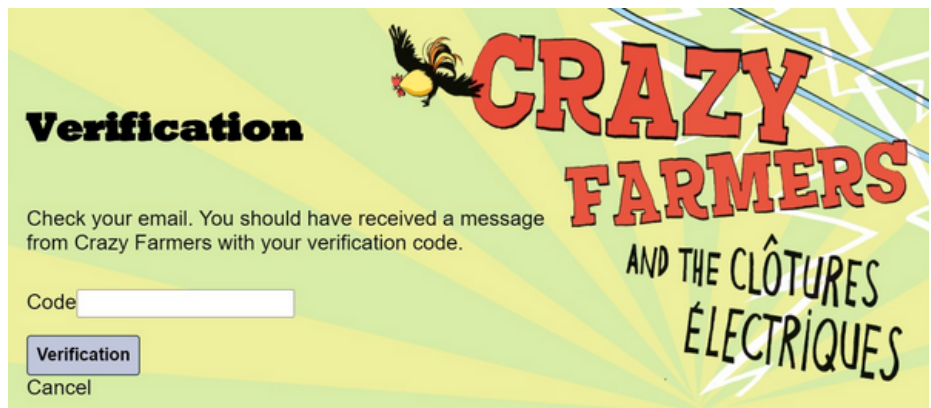 CRAZY
FARMERS
AND THE CLÔTURES
ÉLECTRIQUES
Verification
Check your email. You should have received a message
from Crazy Farmers with your verification code.
Code
Verification
Cancel